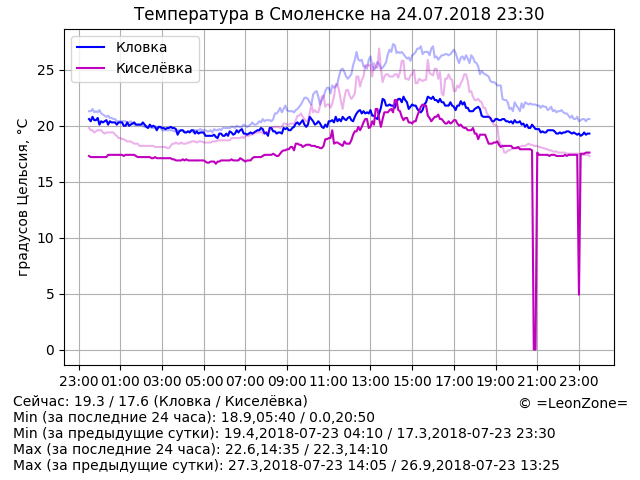 Температура в Смоленске на 24.07.2018 23:30
Кловка
Киселёвка
градусов Цельсия, °C
25
20
15
10
5
0
23:00 01:00 03:00 05:00 07:00 09:00 11:00 13:00 15:00 17:00 19:00 21:00 23:00
Сейчас: 19.3 / 17.6 (Кловка / Киселёвка)
© =LeonZone=
Min (за последние 24 часа): 18.9,05:40 / 0.0,20:50
Min (за предыдущие сутки): 19.4,2018-07-23 04:10 / 17.3,2018-07-23 23:30
Max (за последние 24 часа): 22.6,14:35 / 22.3,14:10
Max (за предыдущие сутки): 27.3,2018-07-23 14:05 / 26.9,2018-07-23 13:25